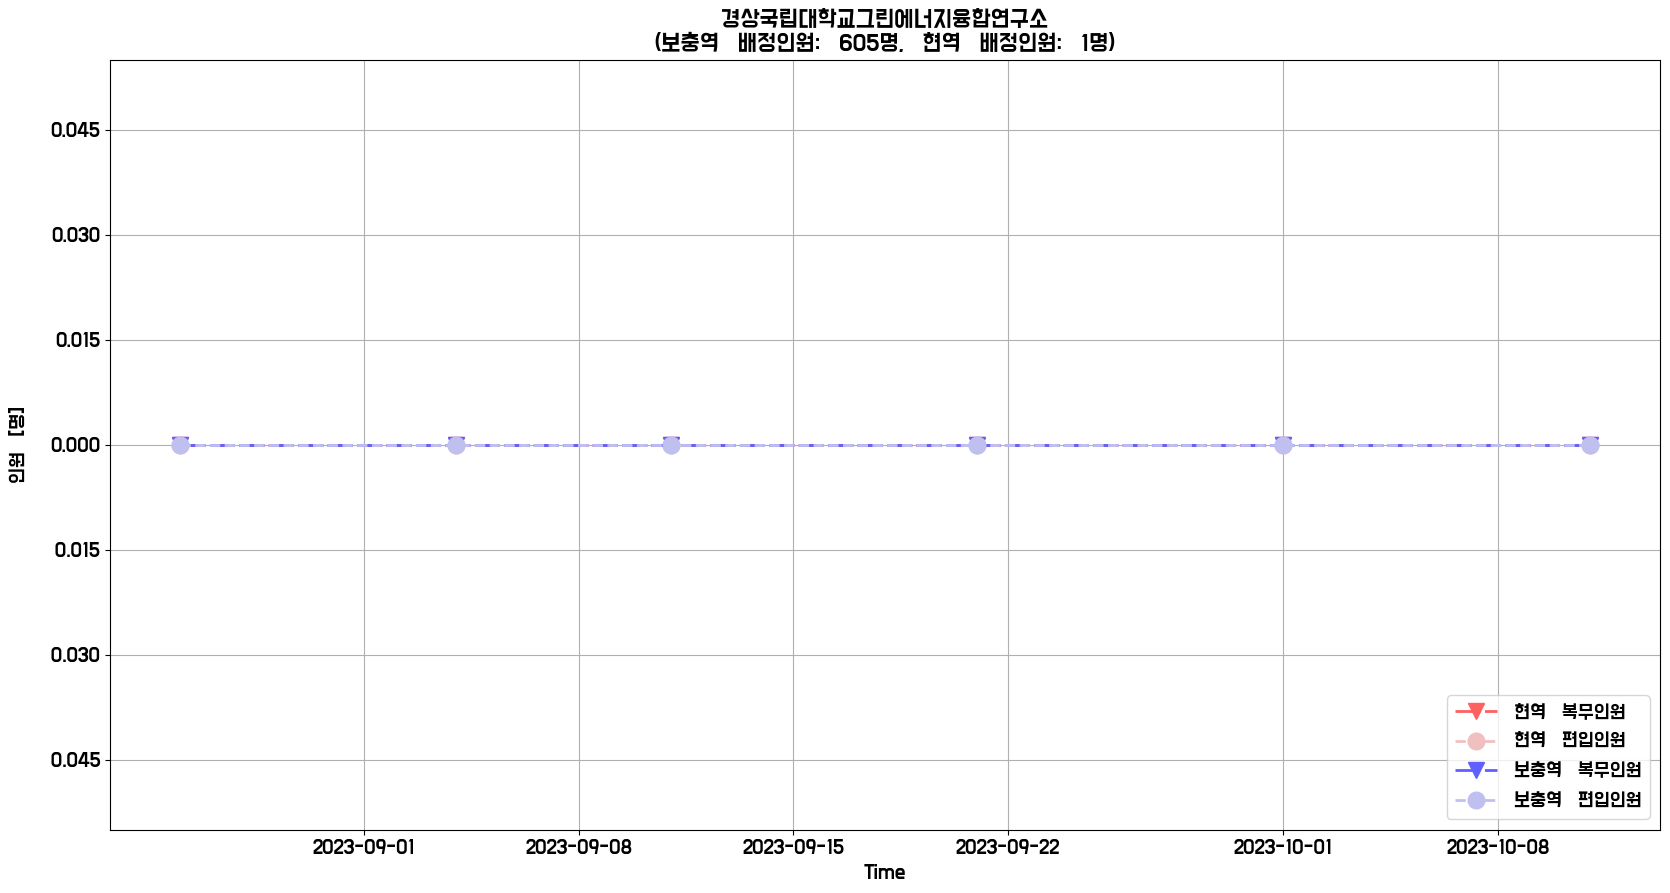 경상국립대학교그린에너지융합연구소
(보충역 배정인원: 605명, 현역 배정인원: 1명)
인원 [명]
0.045
0.030
0.015
0.000
0.015
0.030
0.045
현역 복무인원
현역 편입인원
보충역 복무인원
보충역 편입인원
2023-09-01 2023-09-08 2023-09-15 2023-09-22 2023-10-01 2023-10-08
Time